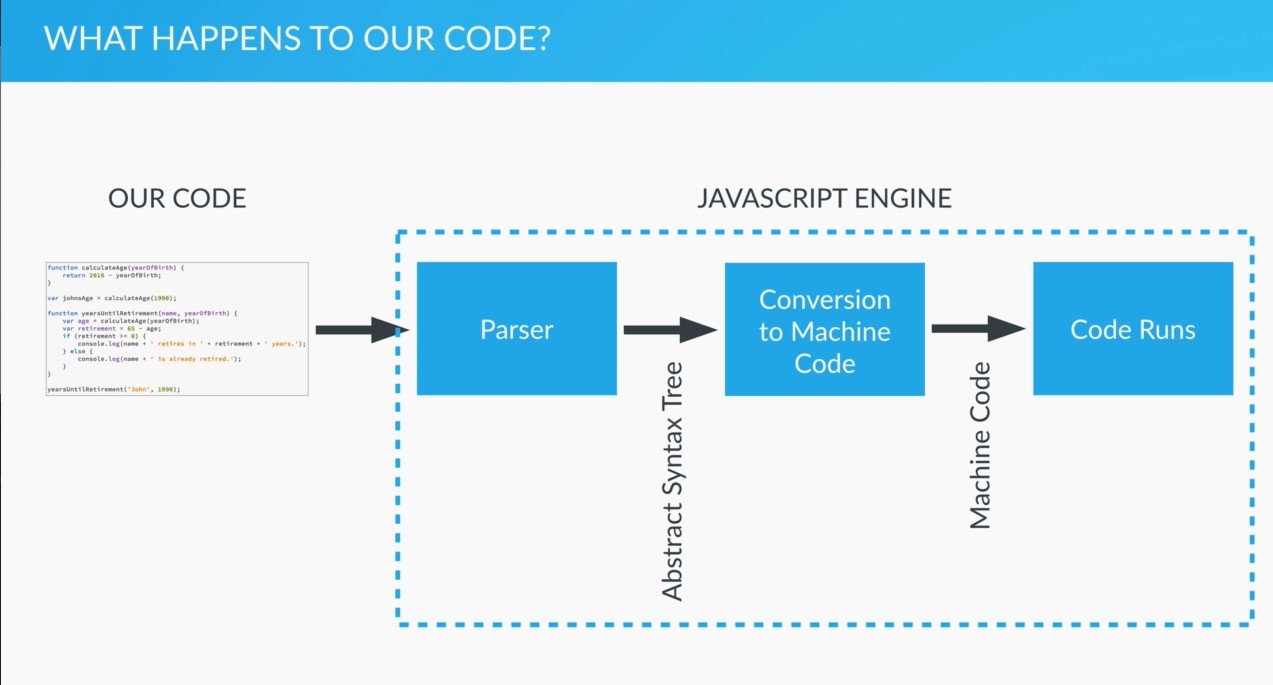 WHAT HAPPENS TO OUR CODE?
OUR CODE
JAVASCRIPT ENGINE
function calculateAge(yearOfBirth) {
    return 2016 - yearOfBirth;
}
var johnsAge = calculateAge(1990);
function yearsUntilRetirement(name, yearOfBirth) {
    var age = calculateAge(yearOfBirth);
    var retirement = 65 - age;
    if (retirement >= 0) {
        console.log(name + ' retires in ' + retirement + ' years.');
    } else {
        console.log(name + ' is already retired.');
    }
}
yearsUntilRetirement('John', 1990);
Parser
Abstract Syntax Tree
Conversion
to Machine
Code
Machine Code
Code Runs